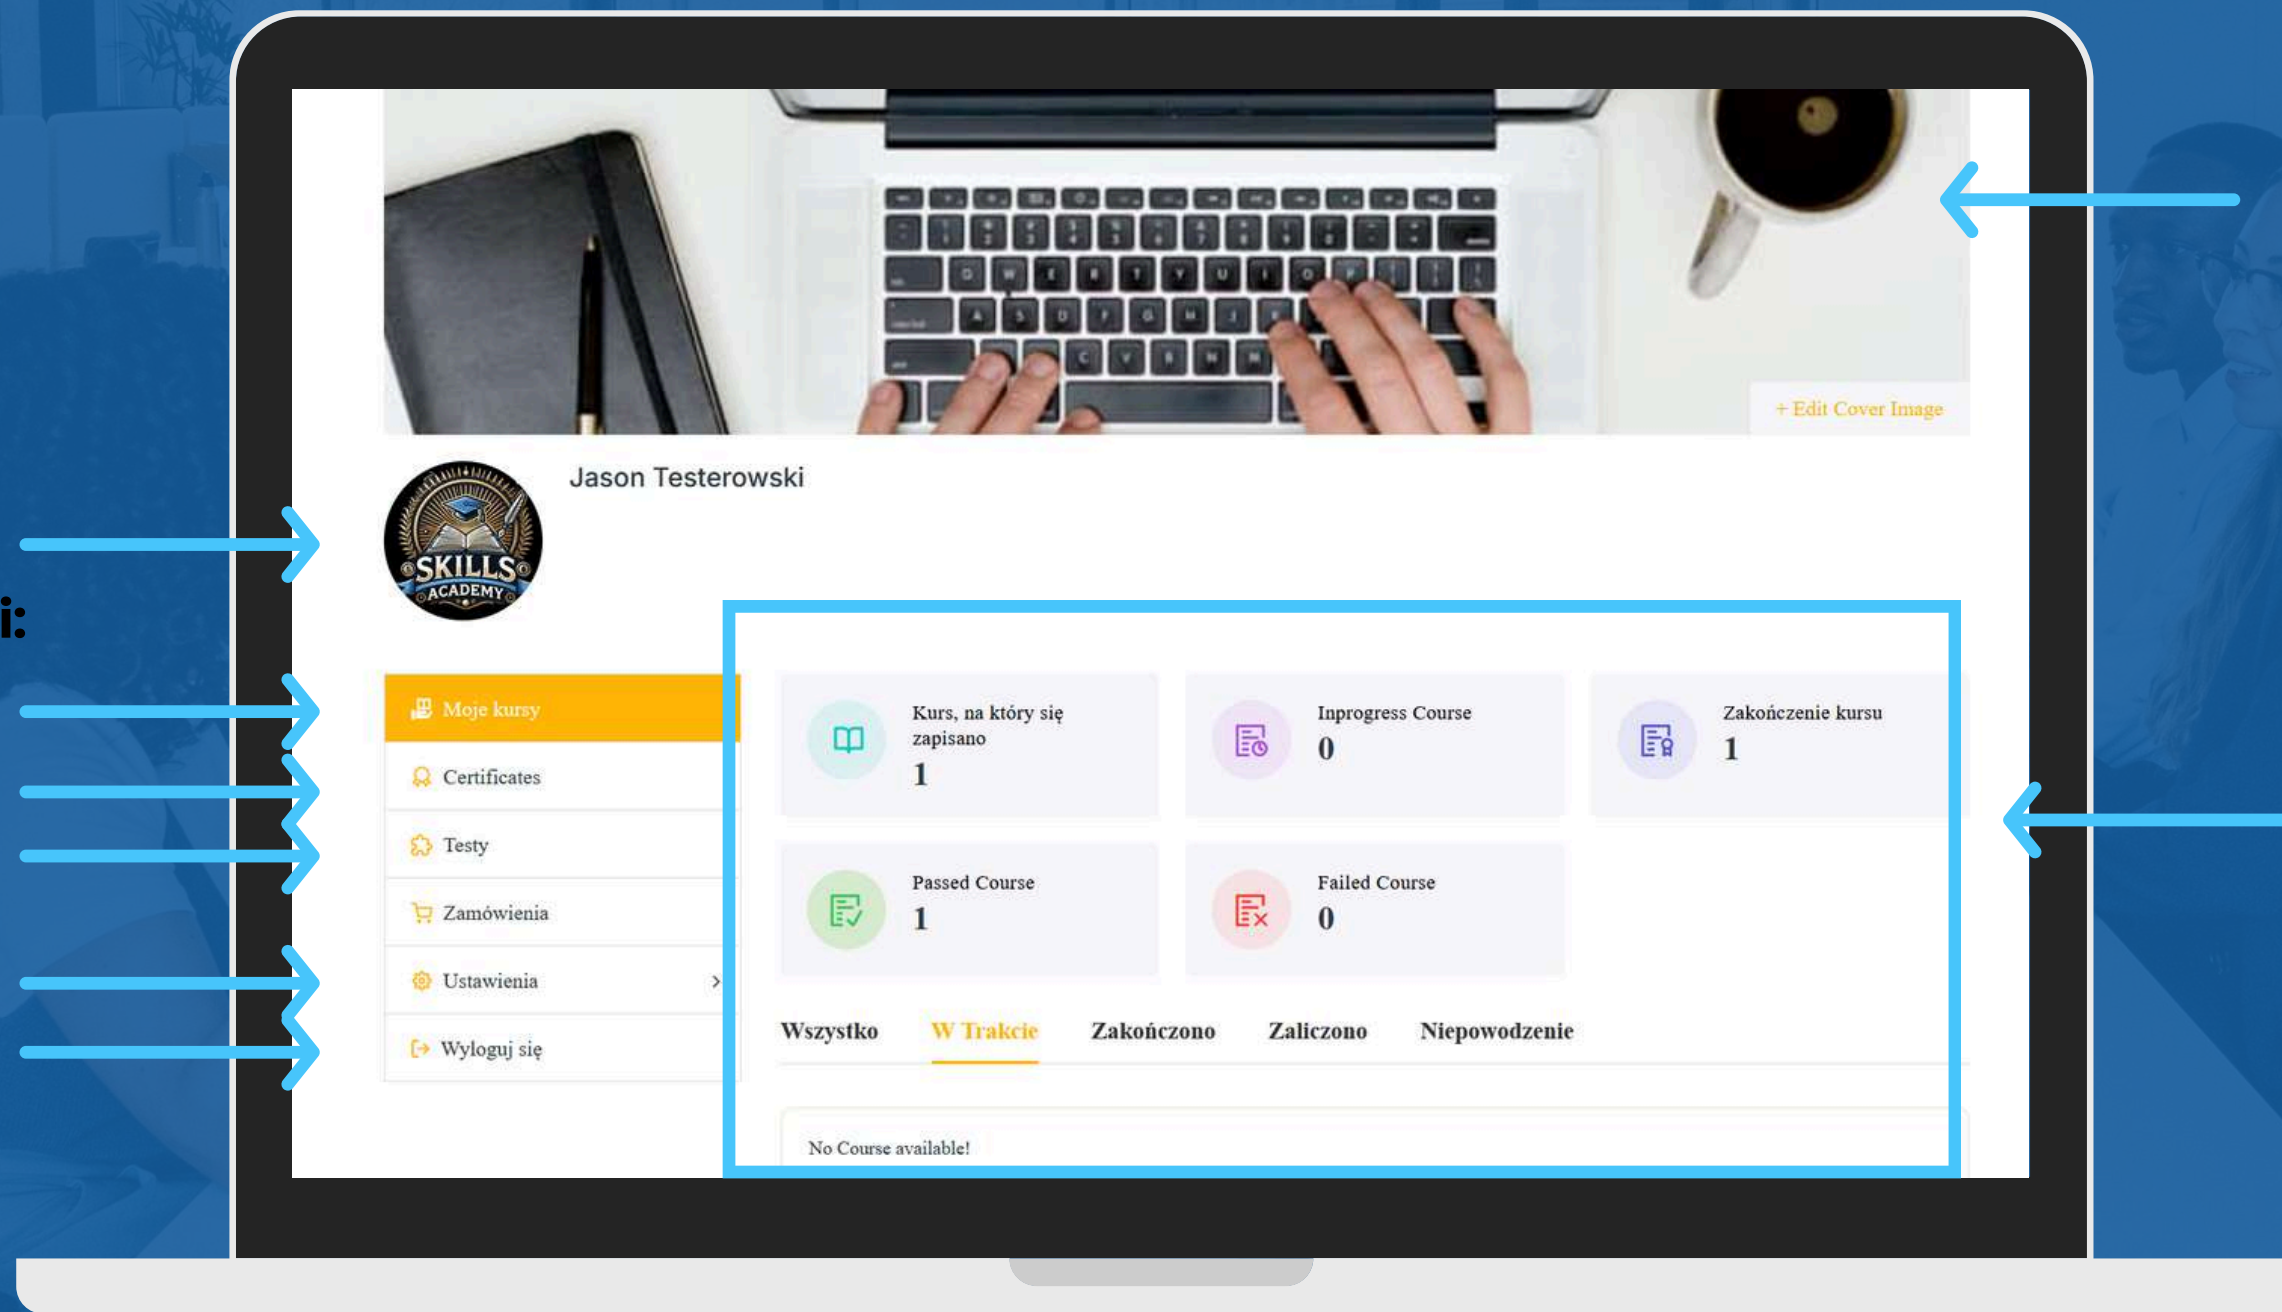 + Edit Cover Image
Jason Testerowski
SKILLS
ACADEMY
i:
Moje kursy
Certificates
Testy
Zamówienia
Ustawienia
Wyloguj się
Kurs, na który się
zapisano
1
Inprogress Course
0
Zakończenie kursu
1
Passed Course
1
Failed Course
0
Wszystko W Trakcie Zakończono Zaliczono Niepowodzenie
No Course available!